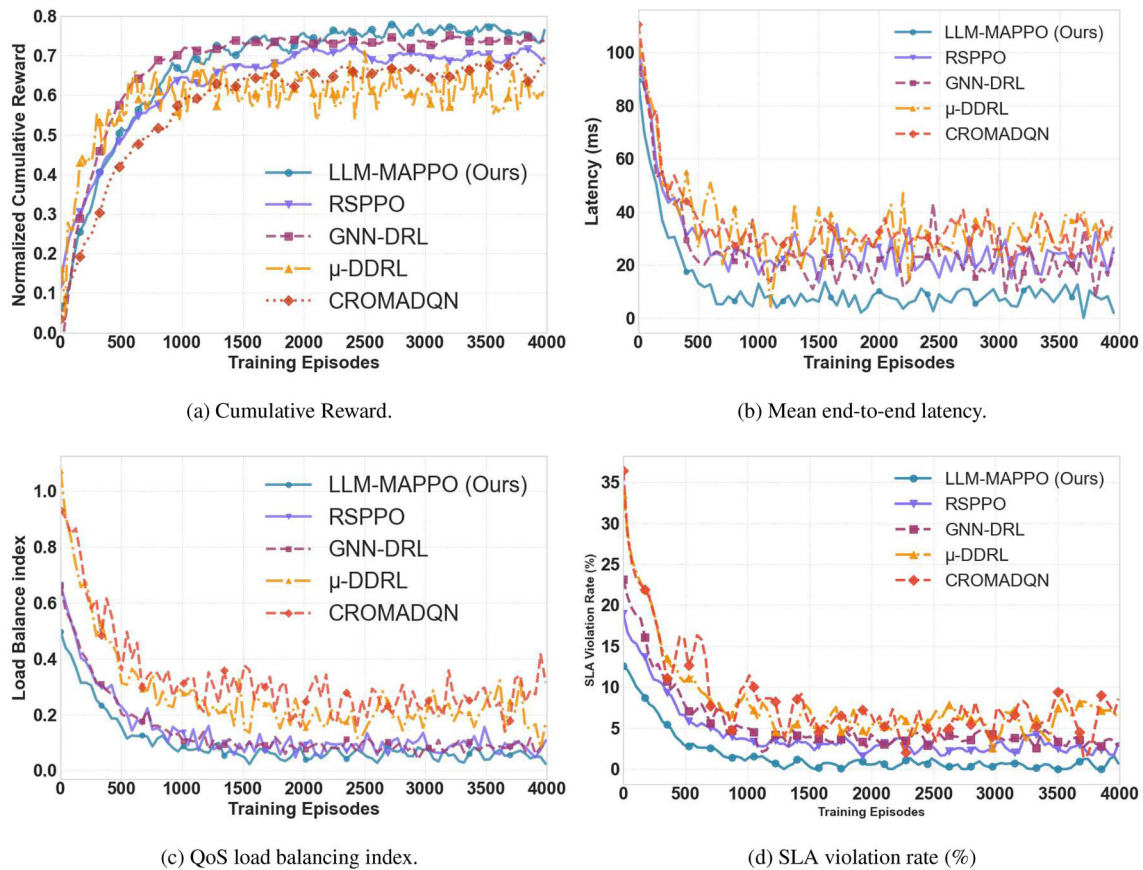 0.8
0.7
0.6
0.5
0.4
0.3
0.2
0.1
0.0
Normalized Cumulative Reward
LLM-MAPPO (Ours)
RSPPO
GNN-DRL
μ-DDRL
CROMADQN
0 500 1000 1500 2000 2500 3000 3500 4000
Training Episodes
(a) Cumulative Reward.
100
80
60
40
20
0
Latency (ms)
LLM-MAPPO (Ours)
RSPPO
GNN-DRL
μ-DDRL
CROMADQN
0 500 1000 1500 2000 2500 3000 3500 4000
Training Episodes
(b) Mean end-to-end latency.
1.0
0.8
0.6
0.4
0.2
0.0
Load Balance index
LLM-MAPPO (Ours)
RSPPO
GNN-DRL
μ-DDRL
CROMADQN
0 500 1000 1500 2000 2500 3000 3500 4000
Training Episodes
(c) QoS load balancing index.
35
30
25
20
15
10
5
0
SLA Violation Rate (%)
LLM-MAPPO (Ours)
RSPPO
GNN-DRL
μ-DDRL
CROMADQN
0 500 1000 1500 2000 2500 3000 3500 4000
Training Episodes
(d) SLA violation rate (%)